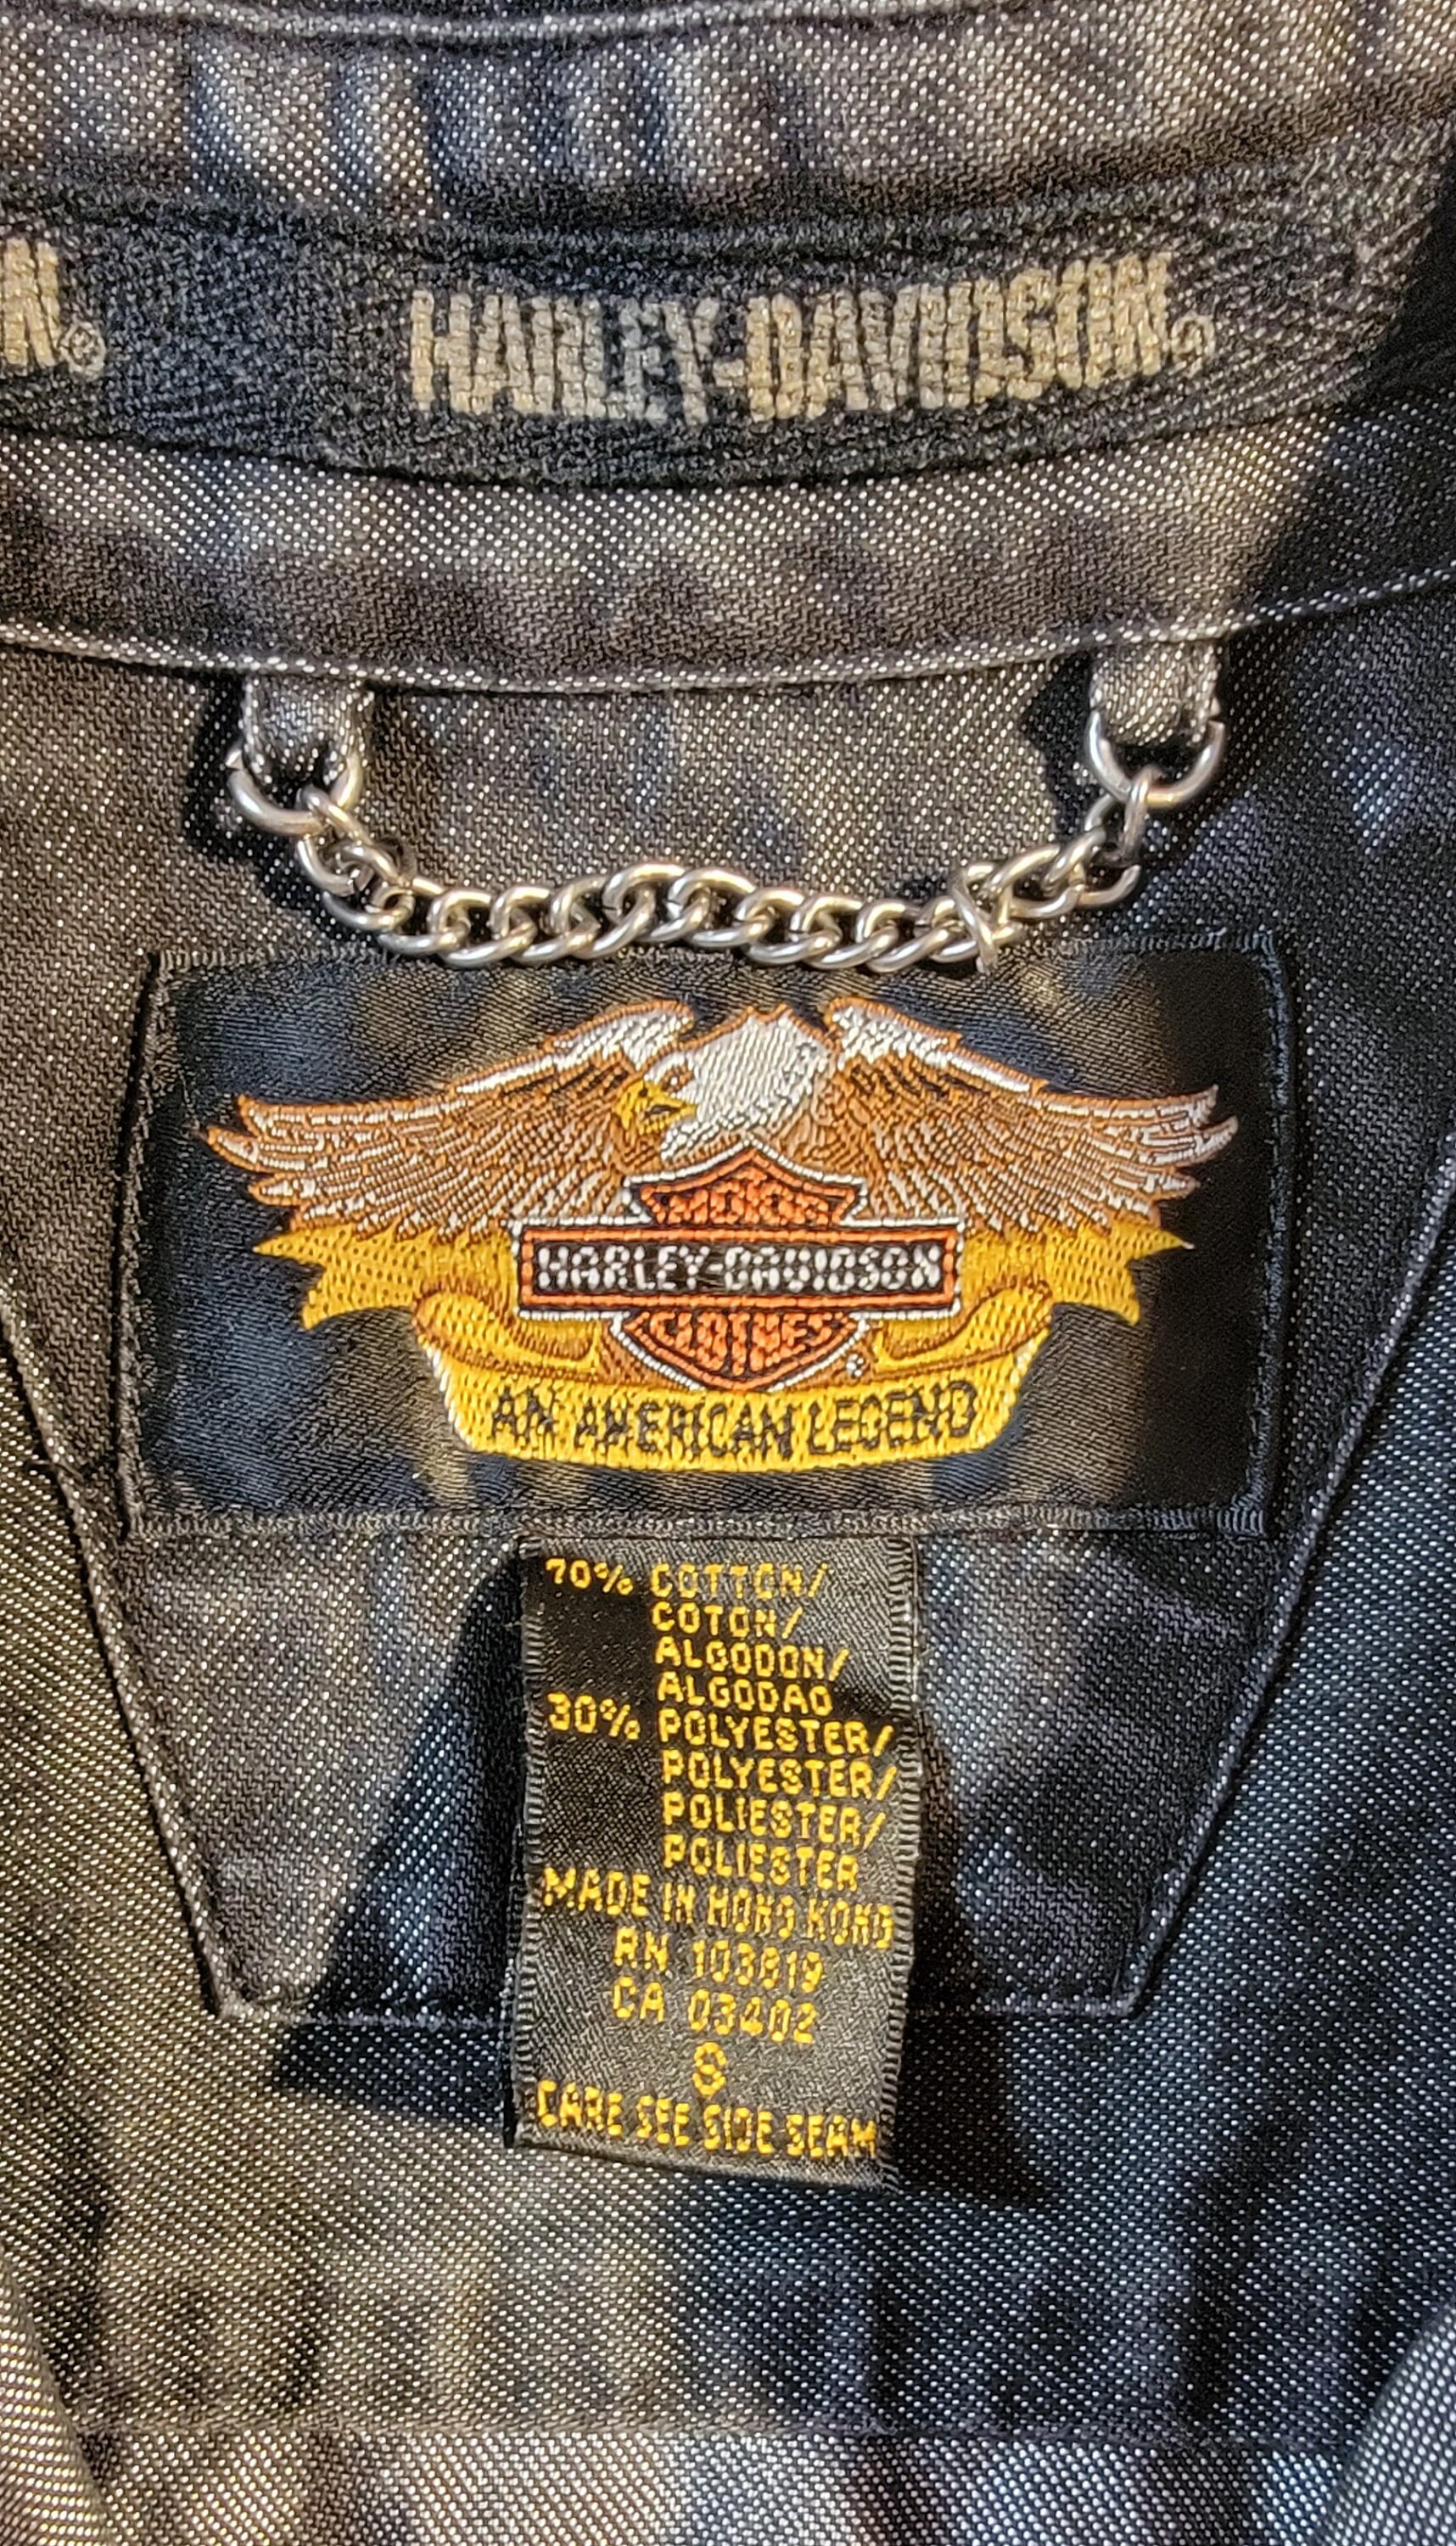 N®
HARLEY-DAVIDSON®
MOTOR
HARLEY-DAVIDSON
CLOTHES
®
AN AMERICAN LEGEND
70% COTTON/
COTON/
ALGODON/
ALGODAO
30% POLYESTER/
POLYESTER/
POLIESTER/
POLIESTER
MADE IN HONG KONG
RN 103819
CA 03402
S
CARE SEE SIDE SEAM